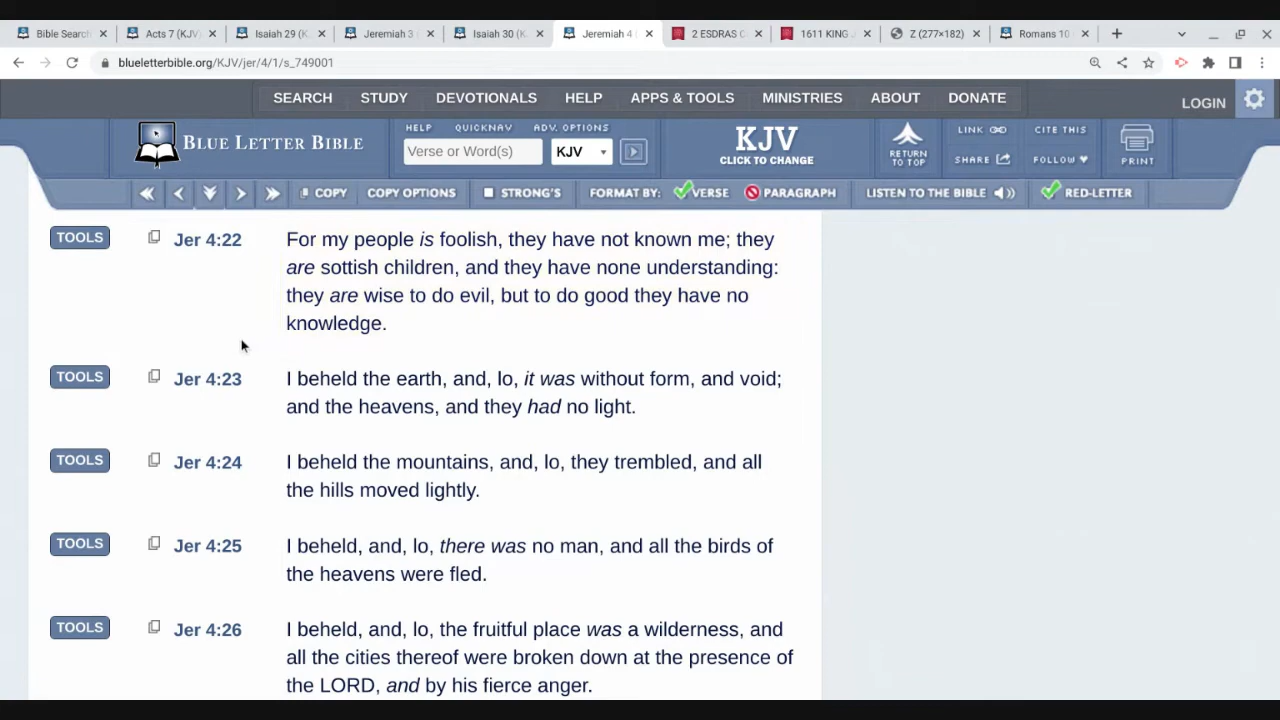 Bible Search
Acts 7 (KJV)
Isaiah 29 (K
Jeremiah 3
Isaiah 30 (K
Jeremiah 4 (
2 ESDRAS
1611 KING
Z (277×182)
Romans 10
blueletterbible.org/KJV/jer/4/1/s_749001
SEARCH STUDY DEVOTIONALS HELP APPS & TOOLS MINISTRIES ABOUT DONATE LOGIN
BLUE LETTER BIBLE
HELP QUICKNAV ADV. OPTIONS
Verse or Word(s) KJV
KJV
CLICK TO CHANGE
RETURN
TO TOP
LINK
SHARE
CITE THIS
FOLLOW
PRINT
COPY COPY OPTIONS STRONG'S FORMAT BY: VERSE PARAGRAPH LISTEN TO THE BIBLE RED-LETTER
TOOLS Jer 4:22 For my people is foolish, they have not known me; they
are sottish children, and they have none understanding:
they are wise to do evil, but to do good they have no
knowledge.
TOOLS Jer 4:23 I beheld the earth, and, lo, it was without form, and void;
and the heavens, and they had no light.
TOOLS Jer 4:24 I beheld the mountains, and, lo, they trembled, and all
the hills moved lightly.
TOOLS Jer 4:25 I beheld, and, lo, there was no man, and all the birds of
the heavens were fled.
TOOLS Jer 4:26 I beheld, and, lo, the fruitful place was a wilderness, and
all the cities thereof were broken down at the presence of
the LORD, and by his fierce anger.